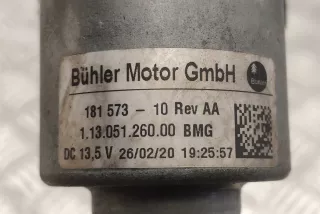 Bühler Motor GmbH
181 573 - 10 Rev AA
1.13.051.260.00 BMG
DC 13,5 V 26/02/20 19:25:57